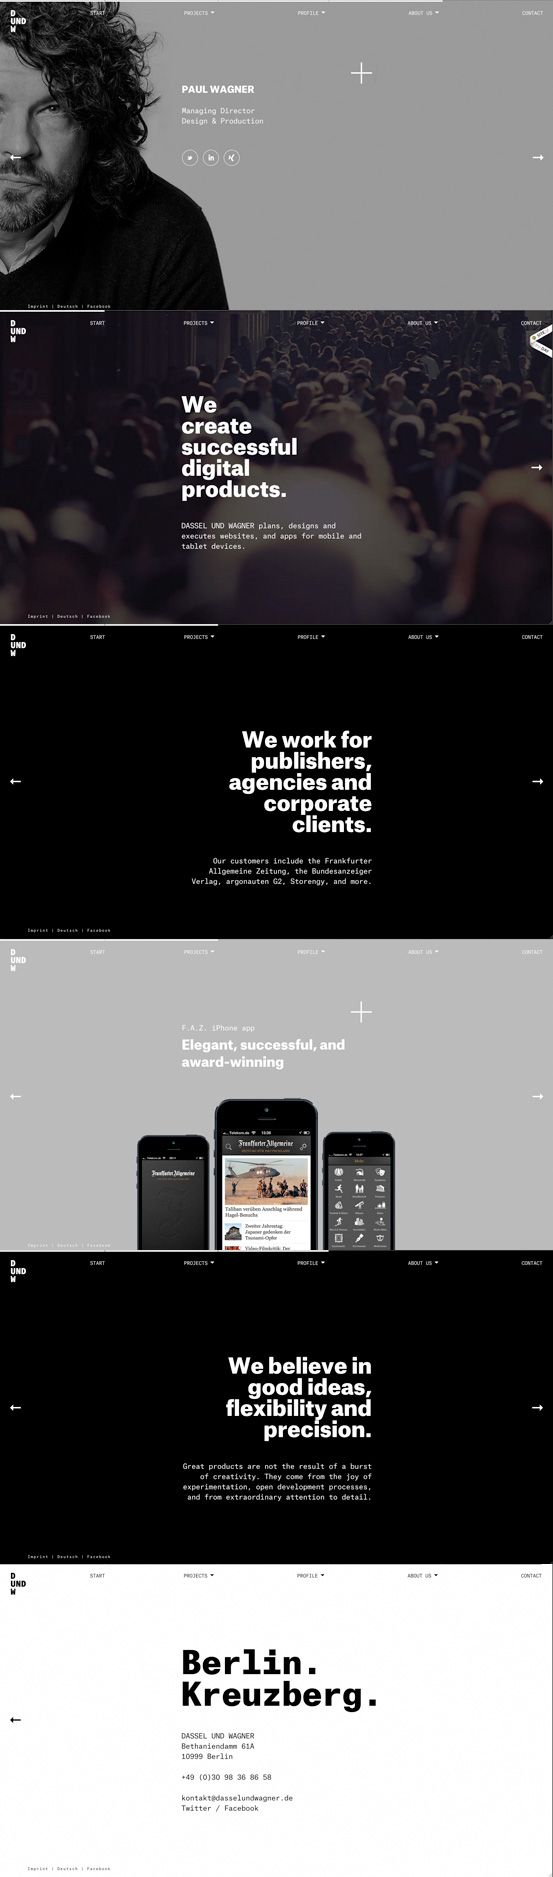 D
UND
W
START
PROJECTS
PROFILE
ABOUT US
CONTACT
PAUL WAGNER
Managing Director
Design & Production
Imprint | Deutsch | Facebook
D
UND
W
START
PROJECTS
PROFILE
ABOUT US
CONTACT
We
create
successful
digital
products.
DASSEL UND WAGNER plans, designs and
executes websites, and apps for mobile and
tablet devices.
Imprint | Deutsch | Facebook
D
UND
W
START
PROJECTS
PROFILE
ABOUT US
CONTACT
We work for
publishers,
agencies and
corporate
clients.
Our customers include the Frankfurter
Allgemeine Zeitung, the Bundesanzeiger
Verlag, argonauten G2, Storengy, and more.
Imprint | Deutsch | Facebook
D
UND
W
START
PROJECTS
PROFILE
ABOUT US
CONTACT
F.A.Z. iPhone app
Elegant, successful, and
award-winning
Frankfurter Allgemeine
Frankfurter Allgemeine
Taliban verüben Anschlag während
Hagel-Besuchs
Zweiter Jahrestag:
Japaner gedenken der
Tsunami-Opfer
Video-Filmkritik: Der
Imprint | Deutsch | Facebook
D
UND
W
START
PROJECTS
PROFILE
ABOUT US
CONTACT
We believe in
good ideas,
flexibility and
precision.
Great products are not the result of a burst
of creativity. They come from the joy of
experimentation, open development processes,
and from extraordinary attention to detail.
Imprint | Deutsch | Facebook
D
UND
W
START
PROJECTS
PROFILE
ABOUT US
CONTACT
Berlin.
Kreuzberg.
DASSEL UND WAGNER
Bethaniendamm 61A
10999 Berlin
+49 (0)30 98 36 86 58
kontakt@dasselundwagner.de
Twitter / Facebook
Imprint | Deutsch | Facebook